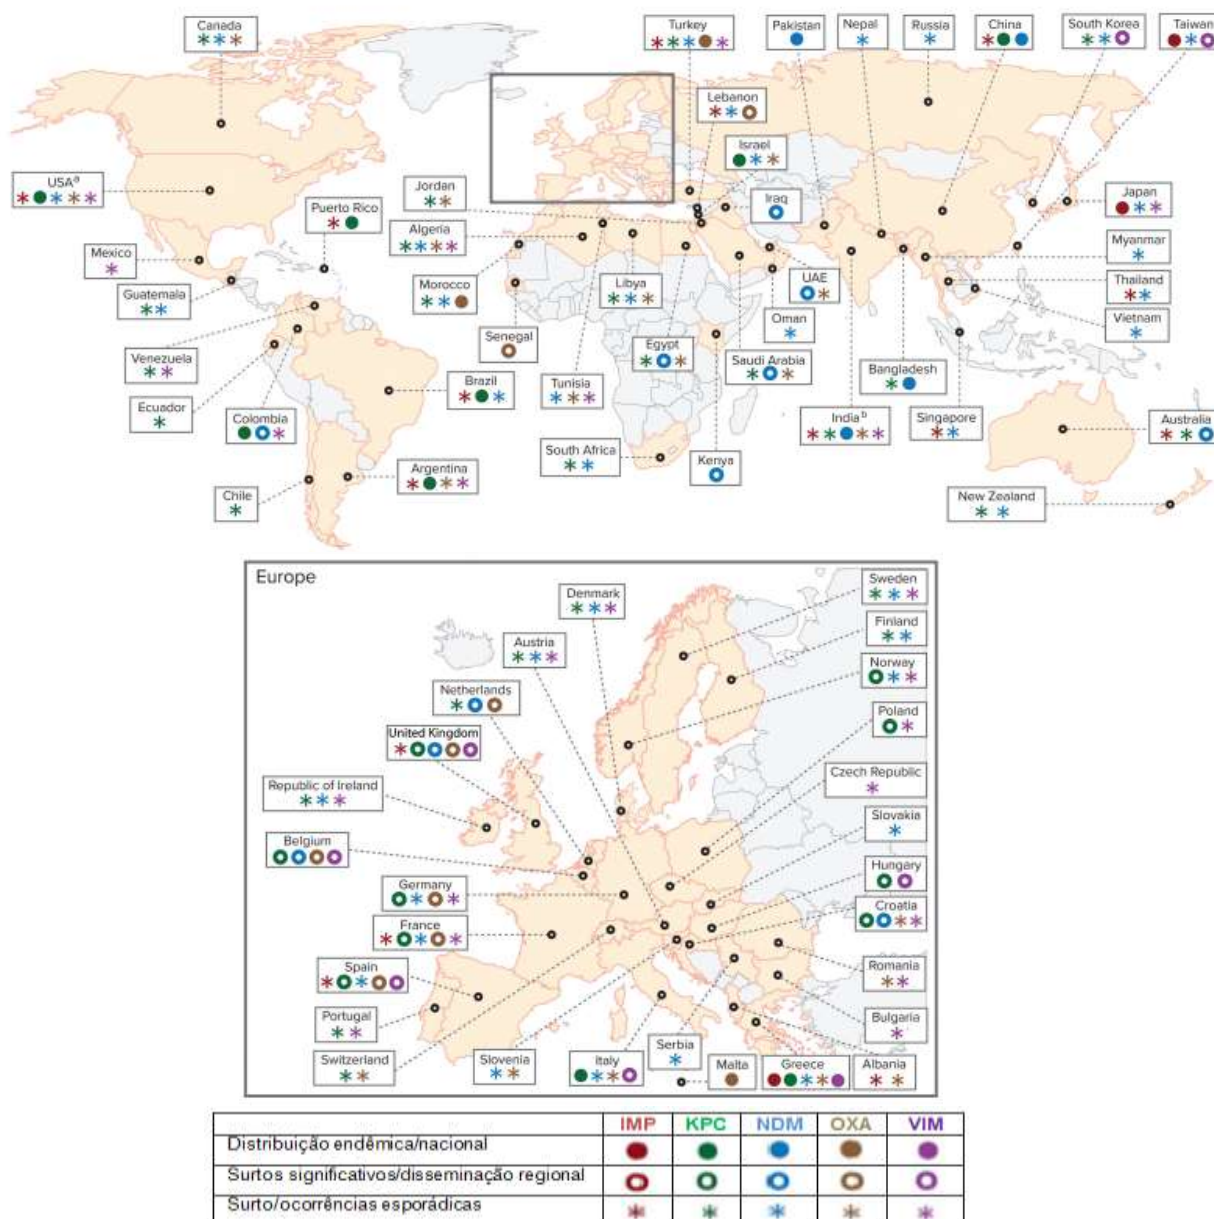 Canada
Turkey
Pakistan
Nepal
Russia
China
South Korea
Taiwan
Lebanon
Israel
Iraq
USAᵃ
Puerto Rico
Jordan
Algeria
Japan
Mexico
Morocco
Libya
UAE
Myanmar
Guatemala
Thailand
Senegal
Oman
Vietnam
Venezuela
Egypt
Saudi Arabia
Bangladesh
Brazil
Tunisia
Ecuador
Colombia
Indiaᵇ
Singapore
Australia
South Africa
Kenya
Argentina
Chile
New Zealand
Europe
Sweden
Denmark
Finland
Austria
Norway
Netherlands
Poland
United Kingdom
Czech Republic
Republic of Ireland
Slovakia
Belgium
Hungary
Germany
Croatia
France
Spain
Romania
Portugal
Bulgaria
Serbia
Switzerland
Slovenia
Italy
Malta
Greece
Albania
IMP KPC NDM OXA VIM
Distribuição endêmica/nacional
Surtos significativos/disseminação regional
Surto/ocorrências esporádicas